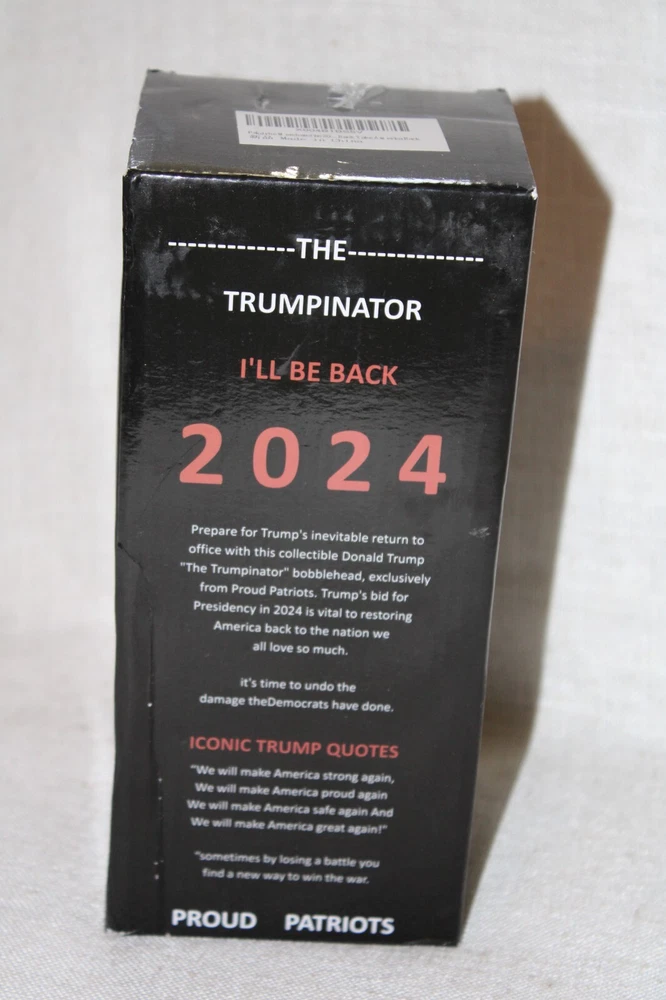 Made in China
-------------THE--------------
TRUMPINATOR
I'LL BE BACK
2024
Prepare for Trump's inevitable return to
office with this collectible Donald Trump
"The Trumpinator" bobblehead, exclusively
from Proud Patriots. Trump's bid for
Presidency in 2024 is vital to restoring
America back to the nation we
all love so much.
it's time to undo the
damage theDemocrats have done.
ICONIC TRUMP QUOTES
"We will make America strong again,
We will make America proud again
We will make America safe again And
We will make America great again!"
"sometimes by losing a battle you
find a new way to win the war.
PROUD PATRIOTS